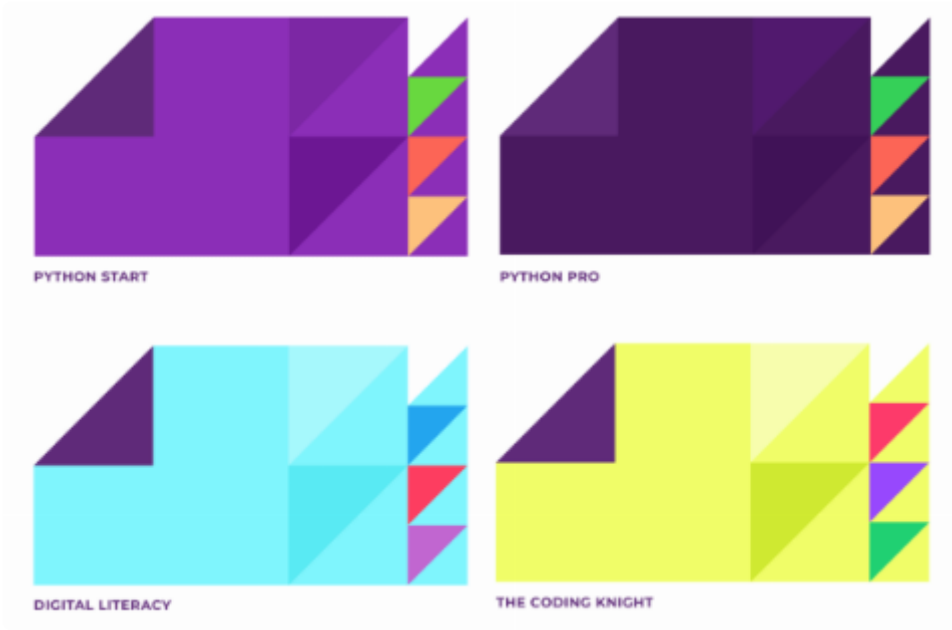 PYTHON START
PYTHON PRO
DIGITAL LITERACY
THE CODING KNIGHT